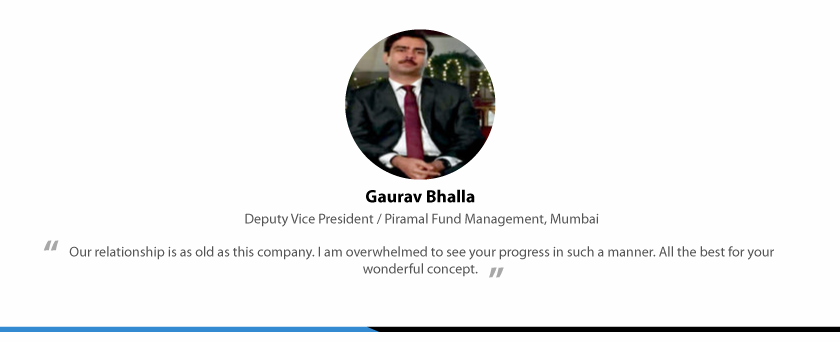 Gaurav Bhalla
Deputy Vice President / Piramal Fund Management, Mumbai
“ Our relationship is as old as this company. I am overwhelmed to see your progress in such a manner. All the best for your
wonderful concept. ”